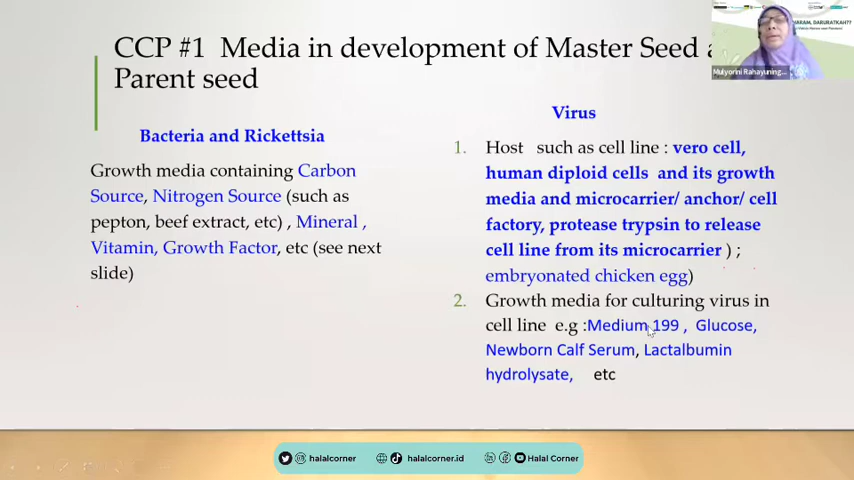 CCP #1 Media in development of Master Seed a
Parent seed
Bacteria and Rickettsia
Growth media containing Carbon
Source, Nitrogen Source (such as
pepton, beef extract, etc) , Mineral ,
Vitamin, Growth Factor, etc (see next
slide)
Virus
1. Host such as cell line : vero cell,
human diploid cells and its growth
media and microcarrier/ anchor/ cell
factory, protease trypsin to release
cell line from its microcarrier ) ;
embryonated chicken egg)
2. Growth media for culturing virus in
cell line e.g :Medium 199 , Glucose,
Newborn Calf Serum, Lactalbumin
hydrolysate, etc
HARAM, DARURATKAH??
Mulyorini Rahayuning...
halalcorner
halalcorner.id
Halal Corner